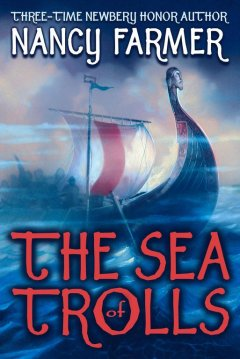 THREE-TIME NEWBERY HONOR AUTHOR
NANCY FARMER
THE SEA
of
TROLLS